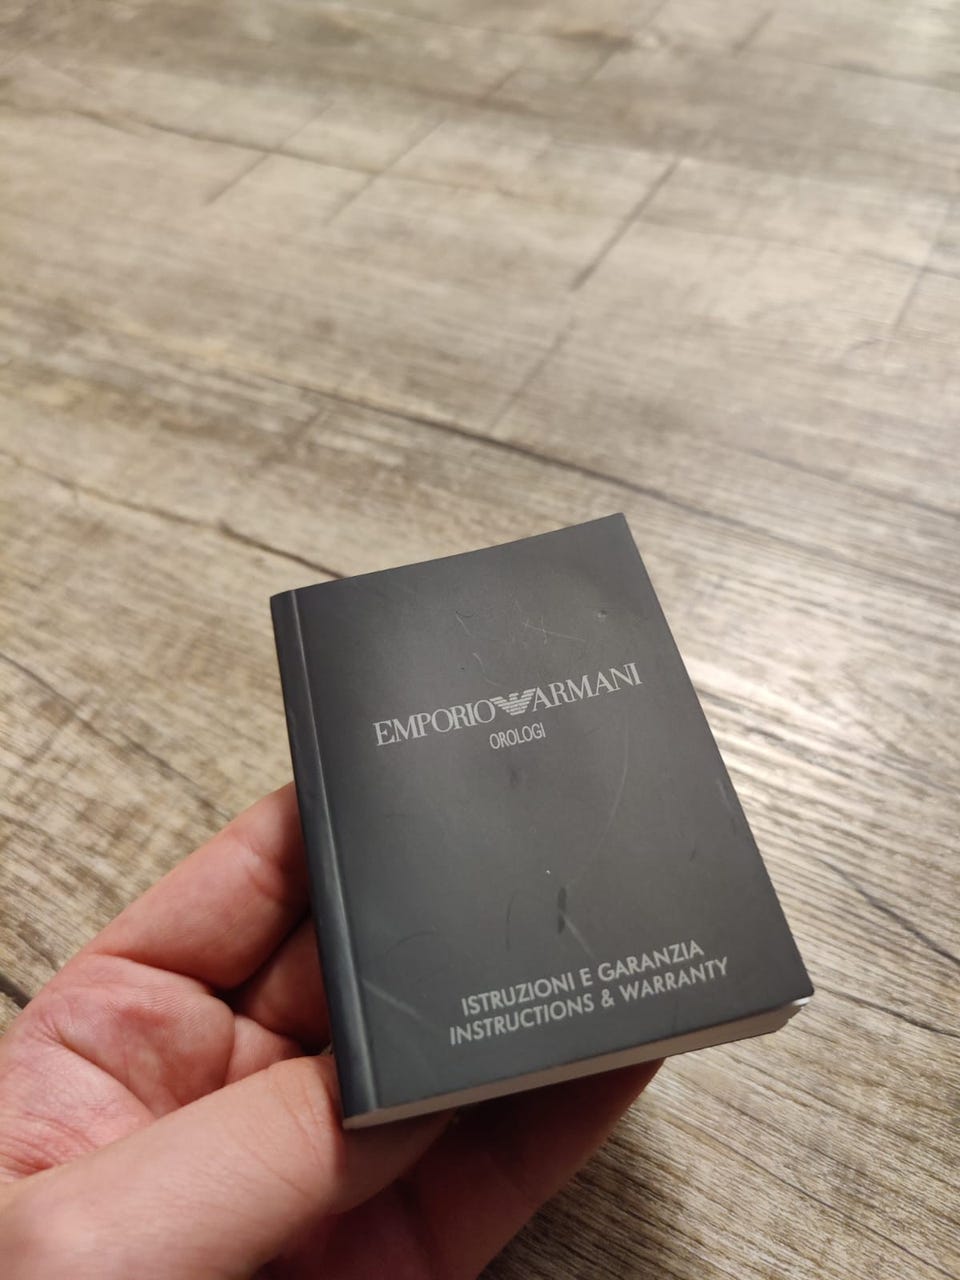 EMPORIO ARMANI
OROLOGI
ISTRUZIONI E GARANZIA
INSTRUCTIONS & WARRANTY